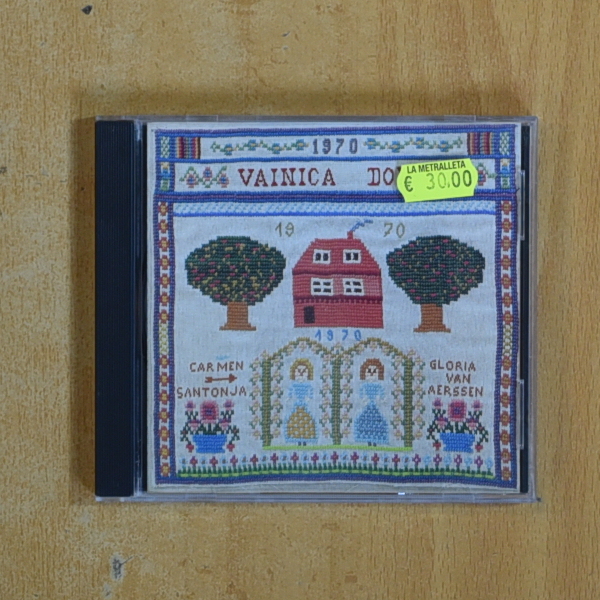 1970
VAINICA DO
LA METRALLETA
€ 30.00
19 70
1970
CARMEN
SANTONJA
GLORIA
VAN
AERSSEN